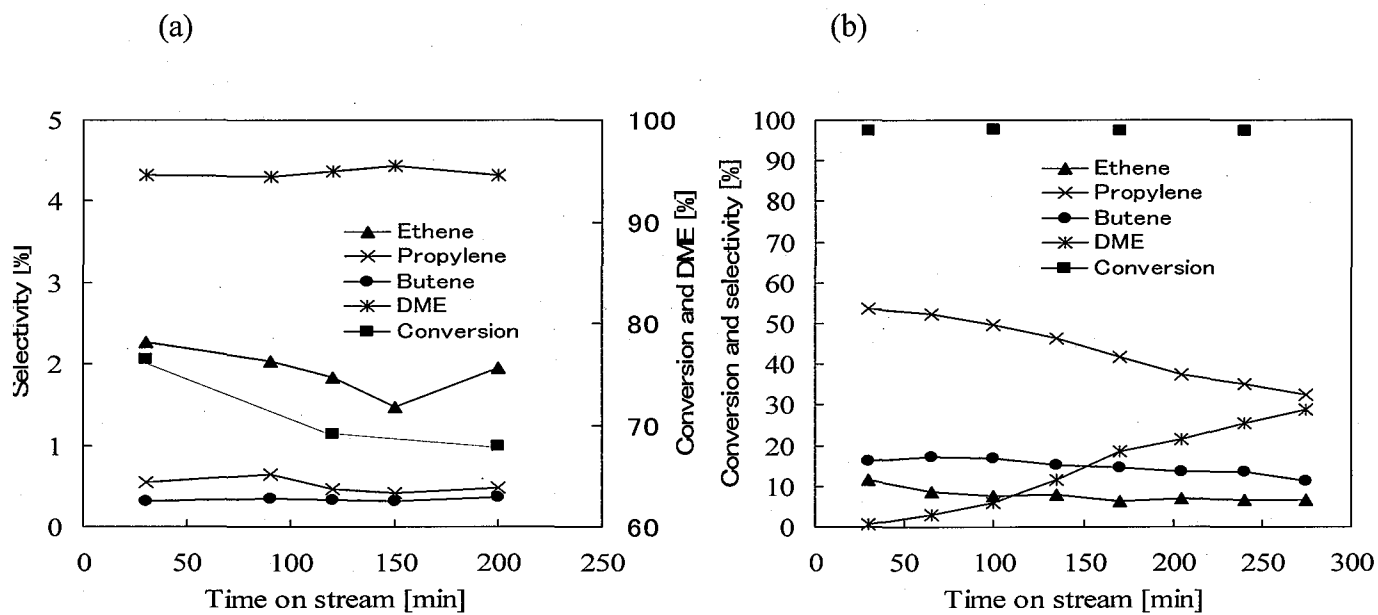 (a)
5
4
3
2
1
0
Selectivity [%]
100
90
80
70
60
Conversion and DME [%]
Ethene
Propylene
Butene
DME
Conversion
0
50
100
150
200
250
Time on stream [min]
(b)
100
90
80
70
60
50
40
30
20
10
0
Conversion and selectivity [%]
Ethene
Propylene
Butene
DME
Conversion
0
50
100
150
200
250
300
Time on stream [min]